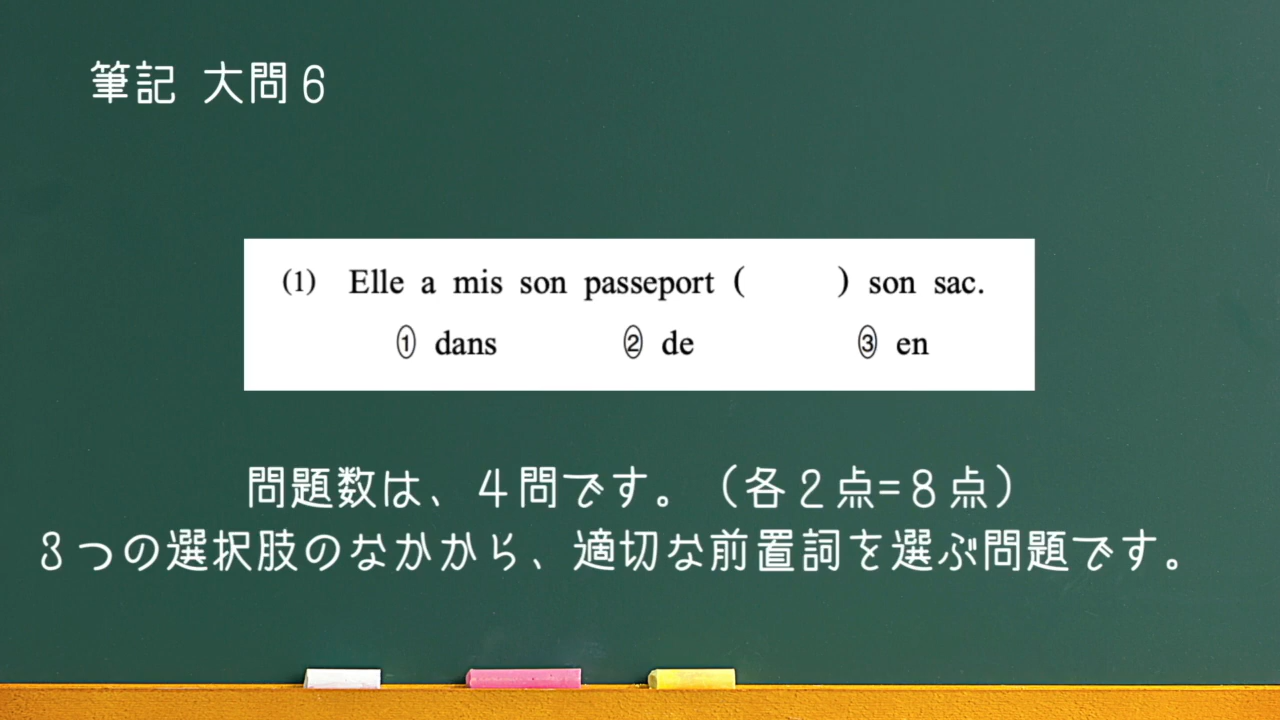 筆記 大問6
(1) Elle a mis son passeport ( ) son sac.
① dans ② de ③ en
問題数は、4問です。（各2点=8点）
3つの選択肢のなかから、適切な前置詞を選ぶ問題です。